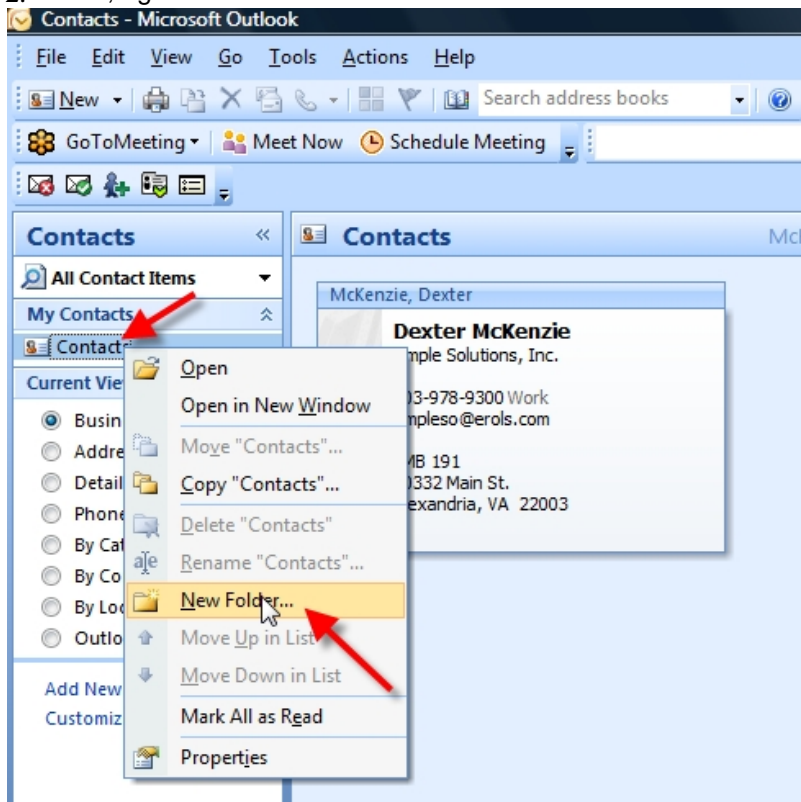 Contacts - Microsoft Outlook
File Edit View Go Tools Actions Help
New Search address books
GoToMeeting Meet Now Schedule Meeting
Contacts «
All Contact Items
My Contacts
Contacts
Current Vie
Busin
Addre
Detail
Phone
By Cat
By Co
By Loc
Outlo
Add New
Customiz
Open
Open in New Window
Move "Contacts"...
Copy "Contacts"...
Delete "Contacts"
Rename "Contacts"...
New Folder...
Move Up in List
Move Down in List
Mark All as Read
Properties
Contacts
McKenzie, Dexter
Dexter McKenzie
mple Solutions, Inc.
03-978-9300 Work
mpleso@erols.com
MB 191
0332 Main St.
exandria, VA 22003